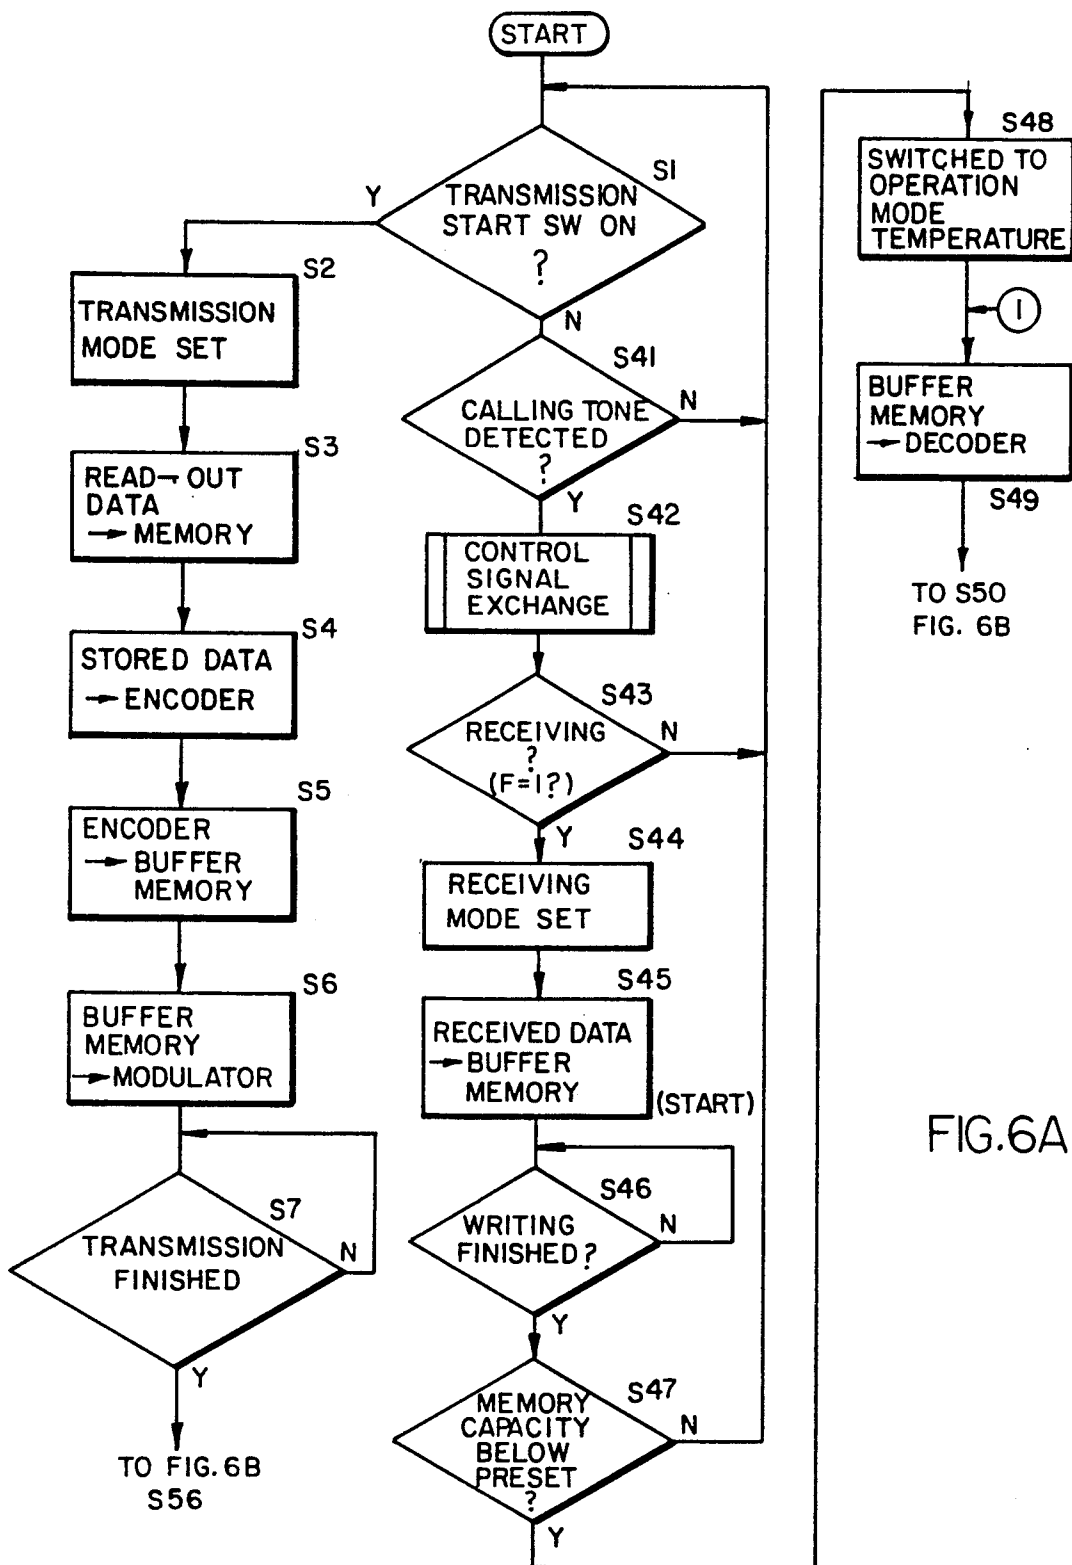 START
S1
Y
TRANSMISSION
START SW ON
?
N
S2
TRANSMISSION
MODE SET
S3
READ-OUT
DATA
→ MEMORY
S4
STORED DATA
→ ENCODER
S5
ENCODER
→ BUFFER
MEMORY
S6
BUFFER
MEMORY
→ MODULATOR
S7
TRANSMISSION
FINISHED
N
Y
TO FIG. 6B
S56
S41
CALLING TONE
DETECTED
?
N
Y
S42
CONTROL
SIGNAL
EXCHANGE
S43
RECEIVING
?
(F=1?)
N
Y
S44
RECEIVING
MODE SET
S45
RECEIVED DATA
→ BUFFER
MEMORY
(START)
S46
WRITING
FINISHED?
N
Y
S47
MEMORY
CAPACITY
BELOW
PRESET
?
N
Y
S48
SWITCHED TO
OPERATION
MODE
TEMPERATURE
1
BUFFER
MEMORY
→ DECODER
S49
TO S50
FIG. 6B
FIG.6A